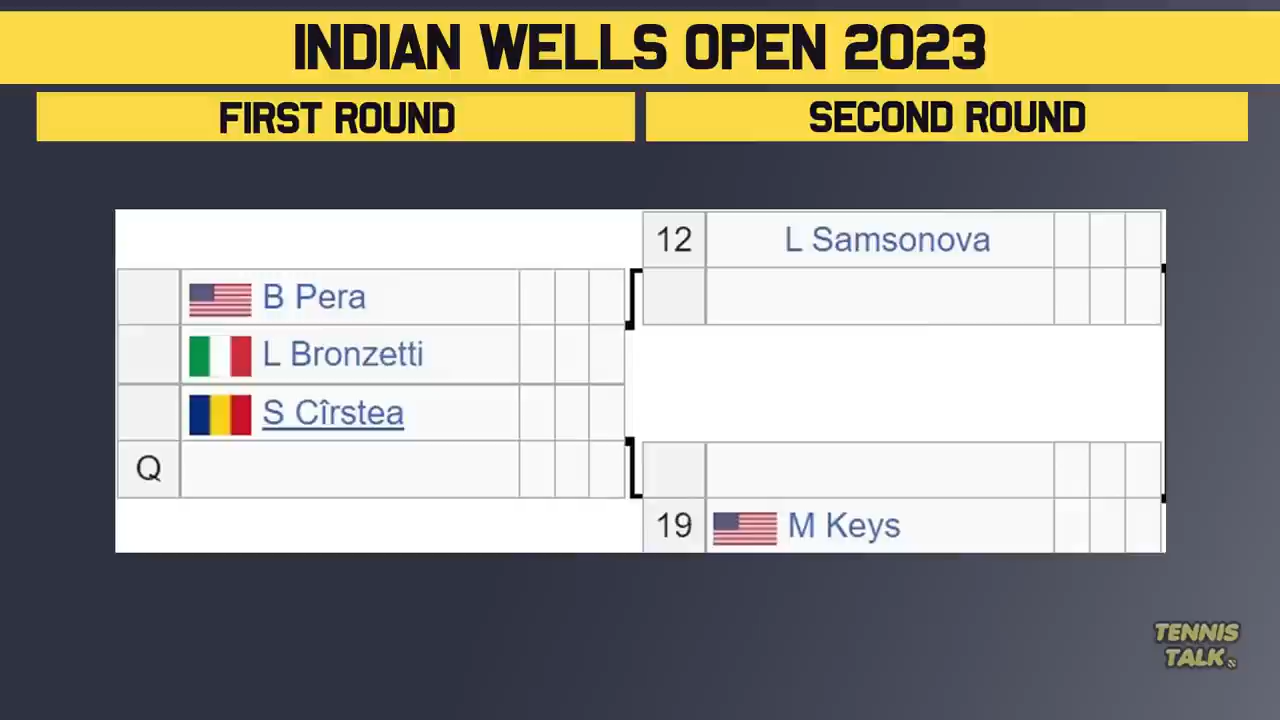 INDIAN WELLS OPEN 2023
FIRST ROUND
SECOND ROUND
12 L Samsonova
B Pera
L Bronzetti
S Cîrstea
Q
19 M Keys
TENNIS
TALK